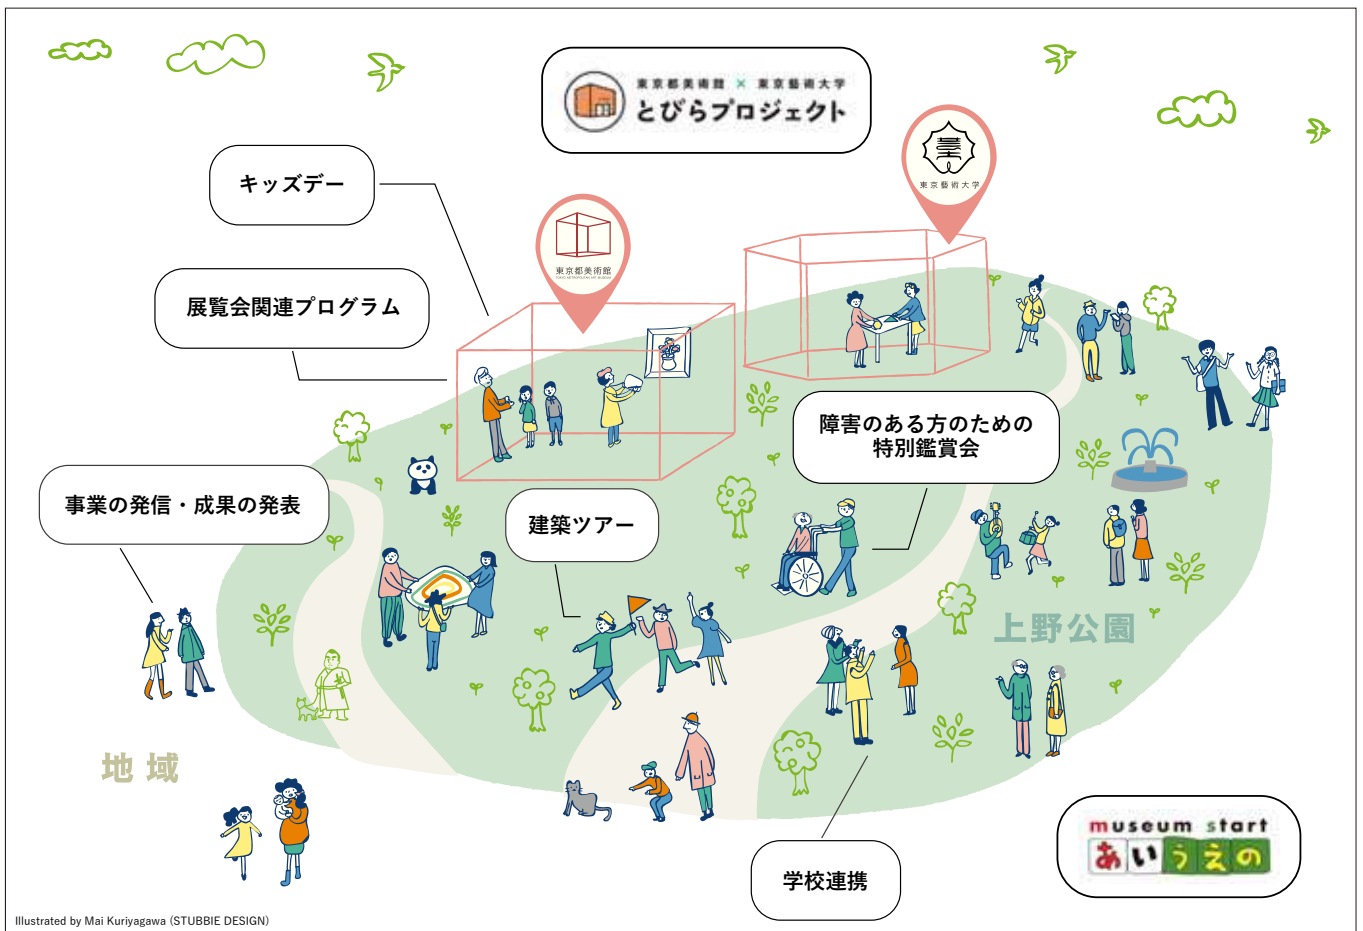 東京都美術館 × 東京藝術大学
とびらプロジェクト
東京藝術大学
キッズデー
東京都美術館
TOKYO METROPOLITAN ART MUSEUM
展覧会関連プログラム
障害のある方のための
特別鑑賞会
事業の発信・成果の発表
建築ツアー
上野公園
地域
museum start
あいうえの
学校連携
Illustrated by Mai Kuriyagawa (STUBBIE DESIGN)